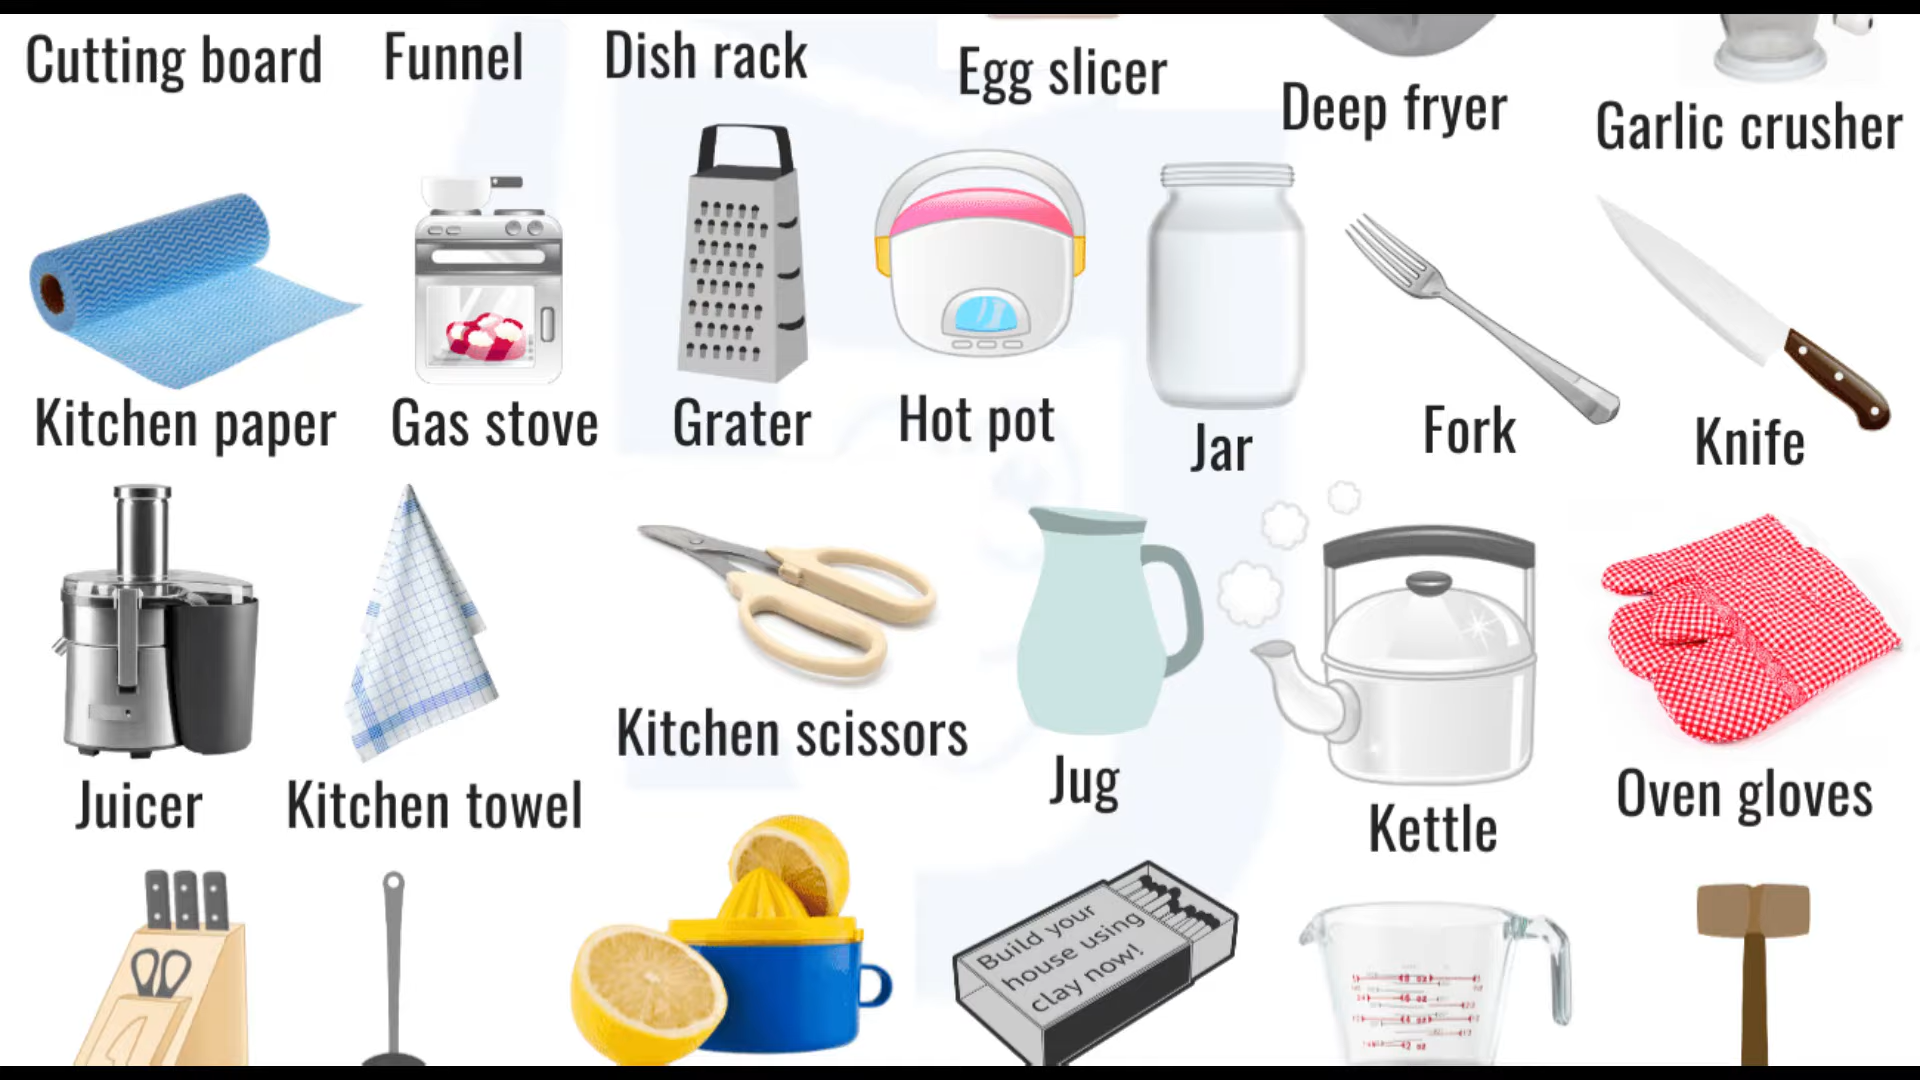 Cutting board
Funnel
Dish rack
Egg slicer
Deep fryer
Garlic crusher
Kitchen paper
Gas stove
Grater
Hot pot
Jar
Fork
Knife
Juicer
Kitchen towel
Kitchen scissors
Jug
Kettle
Oven gloves
Build your
house using
clay now!